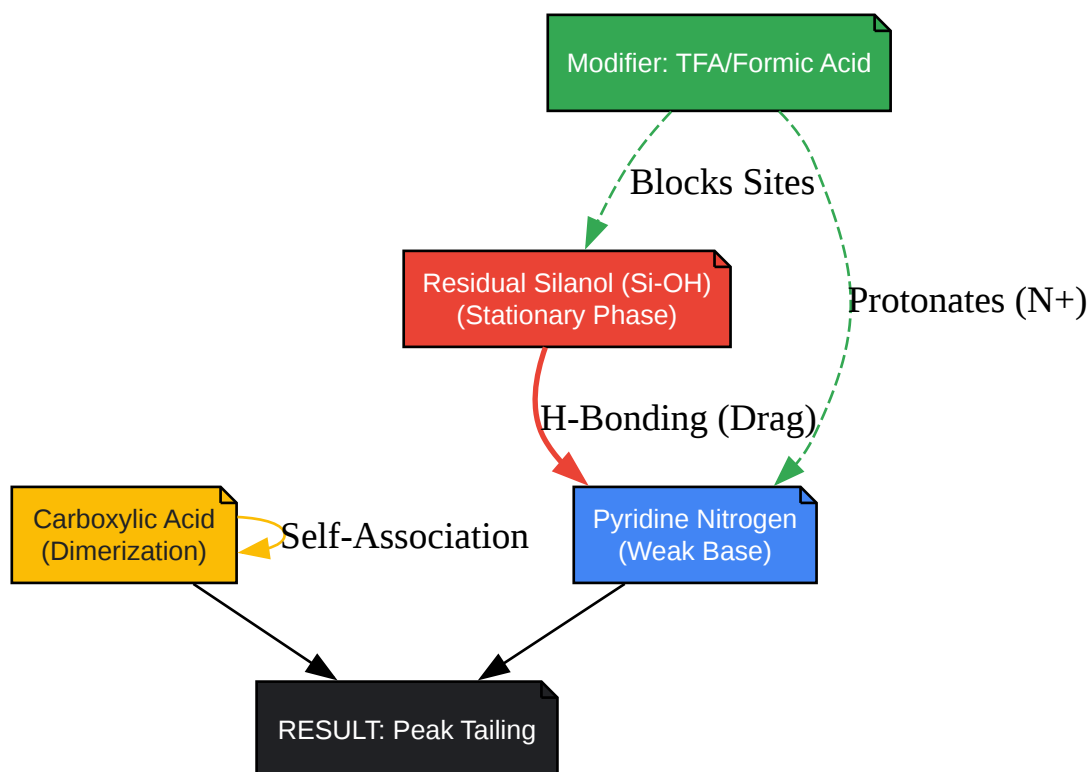 Modifier: TFA/Formic Acid
Blocks Sites
Residual Silanol (Si-OH)
(Stationary Phase)
Protonates (N+)
H-Bonding (Drag)
Carboxylic Acid
(Dimerization)
Self-Association
Pyridine Nitrogen
(Weak Base)
RESULT: Peak Tailing